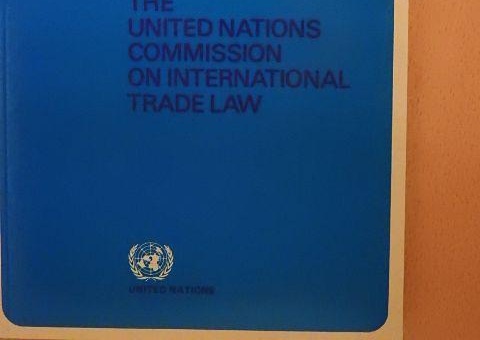 THE
UNITED NATIONS
COMMISSION
ON INTERNATIONAL
TRADE LAW
UNITED NATIONS